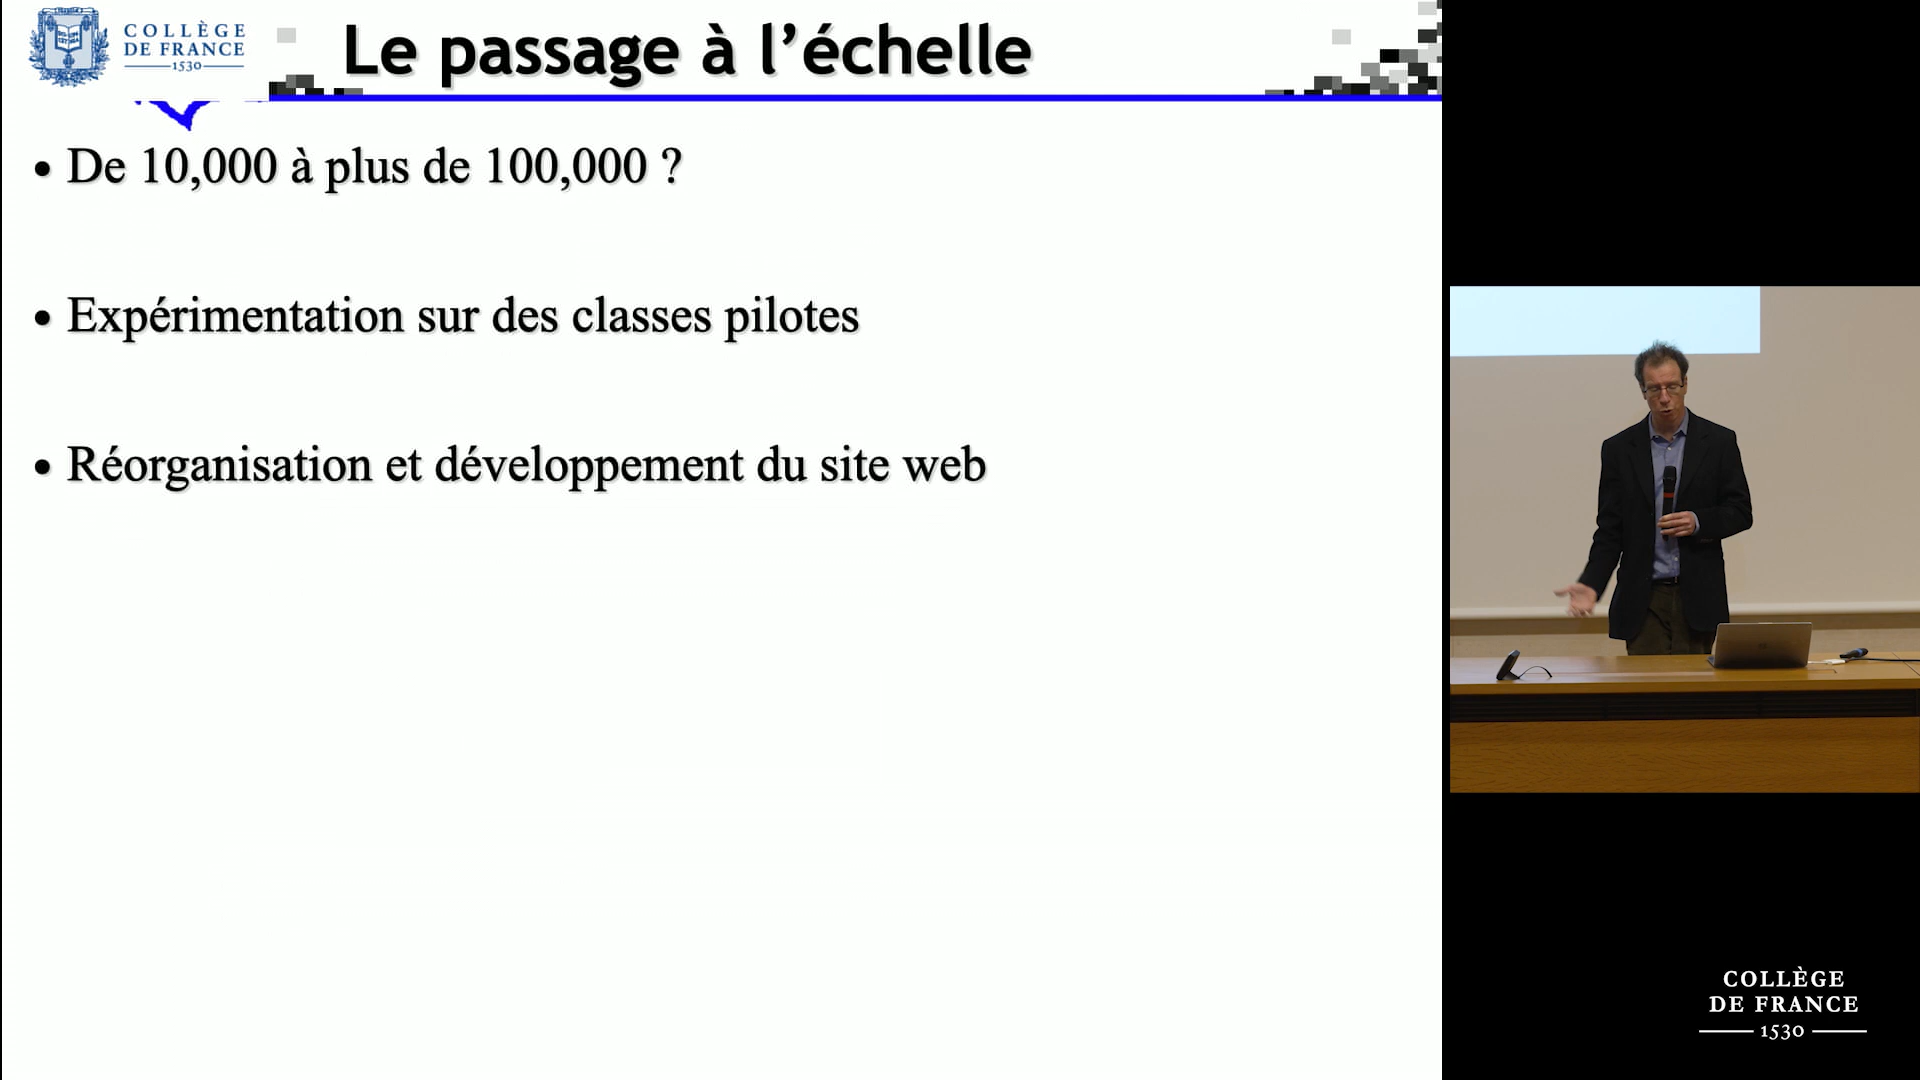 COLLÈGE
DE FRANCE
1530
Le passage à l’échelle
• De 10,000 à plus de 100,000 ?
• Expérimentation sur des classes pilotes
• Réorganisation et développement du site web
COLLÈGE
DE FRANCE
1530